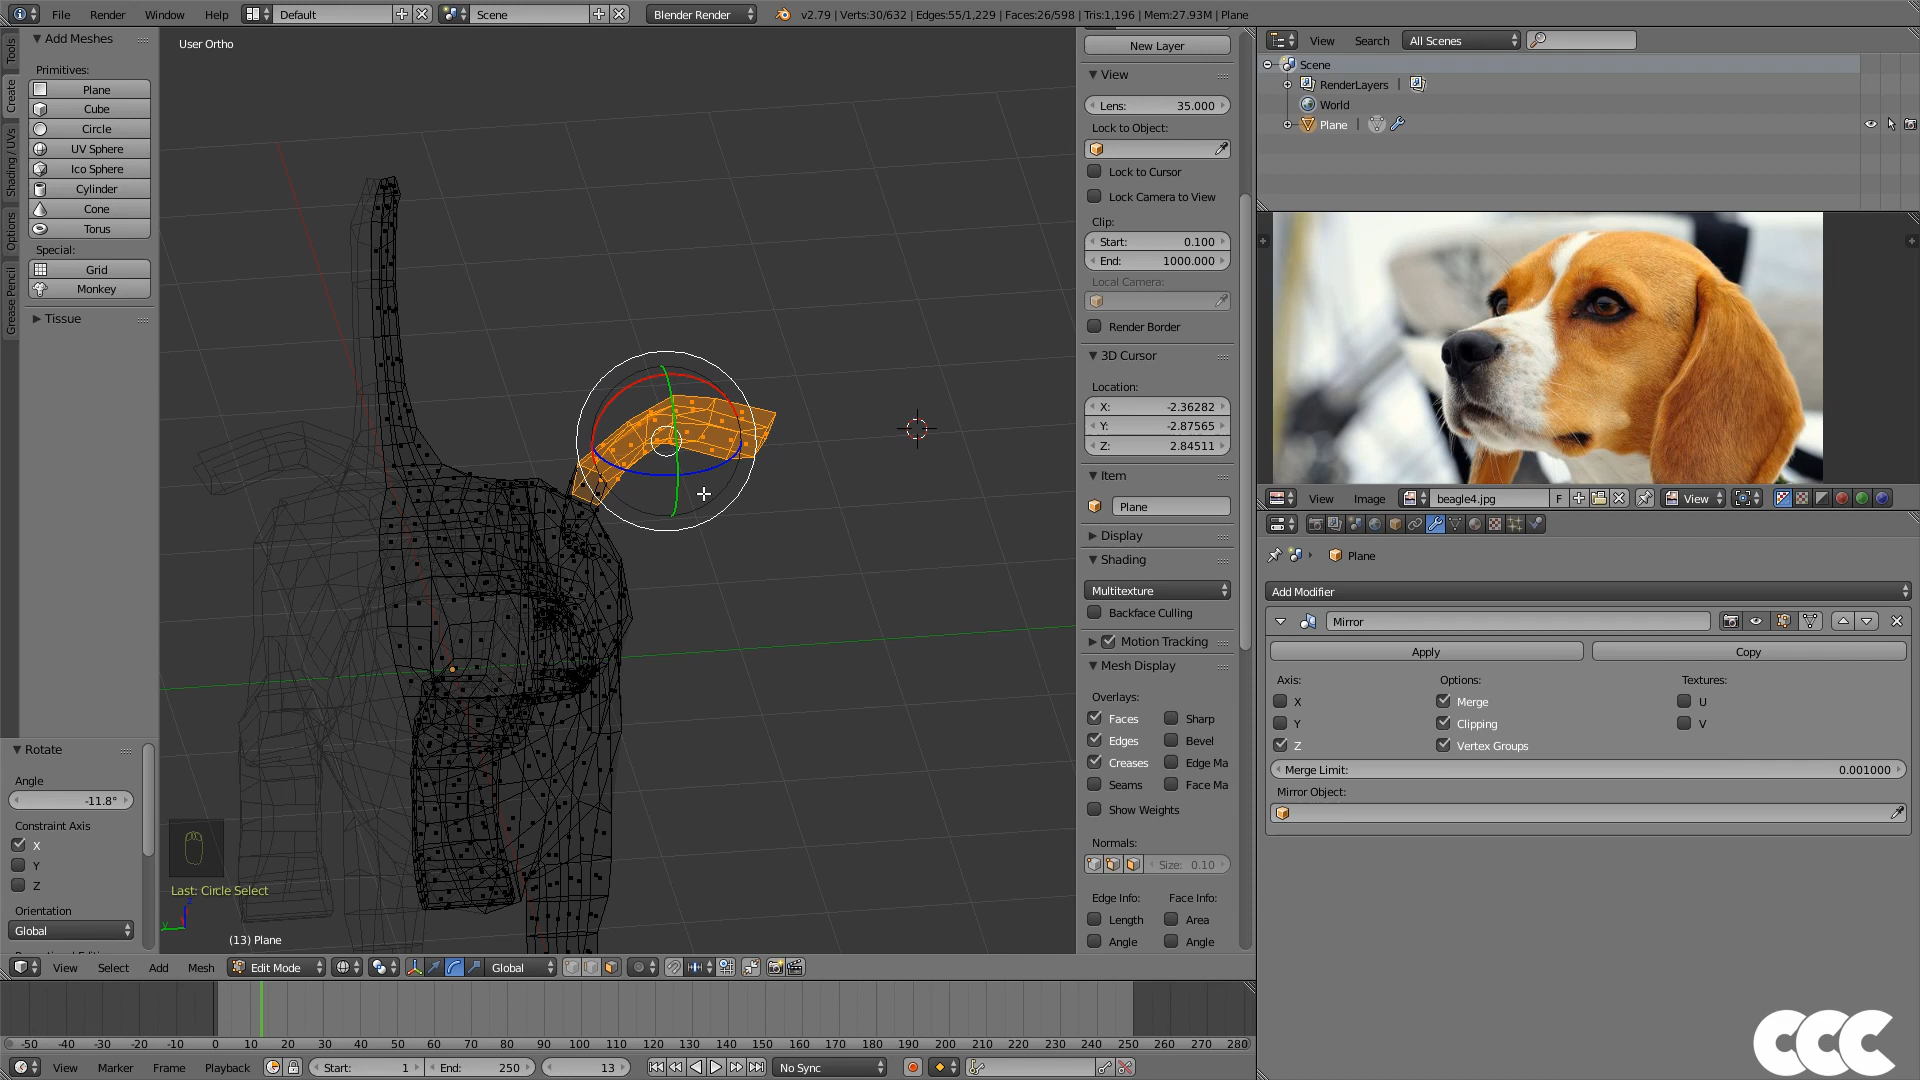 File Render Window Help Default Scene Blender Render v2.79 | Verts:30/632 | Edges:55/1,229 | Faces:26/598 | Tris:1,196 | Mem:27.93M | Plane
Tools
Create
Shading / UVs
Options
Grease Pencil
Add Meshes
Primitives:
Plane
Cube
Circle
UV Sphere
Ico Sphere
Cylinder
Cone
Torus
Special:
Grid
Monkey
Tissue
Rotate
Angle
-11.8°
Constraint Axis
X
Y
Z
Orientation
Global
User Ortho
Last: Circle Select
(13) Plane
New Layer
View
Lens: 35.000
Lock to Object:
Lock to Cursor
Lock Camera to View
Clip:
Start: 0.100
End: 1000.000
Local Camera:
Render Border
3D Cursor
Location:
X: -2.36282
Y: -2.87565
Z: 2.84511
Item
Plane
Display
Shading
Multitexture
Backface Culling
Motion Tracking
Mesh Display
Overlays:
Faces Sharp
Edges Bevel
Creases Edge Ma
Seams Face Ma
Show Weights
Normals:
Size: 0.10
Edge Info: Face Info:
Length Area
Angle Angle
View Select Add Mesh Edit Mode Global
-50 -40 -30 -20 -10 0 10 20 30 40 50 60 70 80 90 100 110 120 130 140 150 160 170 180 190 200 210 220 230 240 250 260 270 280
View Marker Frame Playback Start: 1 End: 250 13 No Sync
View Search All Scenes
Scene
RenderLayers |
World
Plane |
View Image beagle4.jpg F View
Plane
Add Modifier
Mirror
Apply Copy
Axis: Options: Textures:
X Merge U
Y Clipping V
Z Vertex Groups
Merge Limit: 0.001000
Mirror Object:
CCC